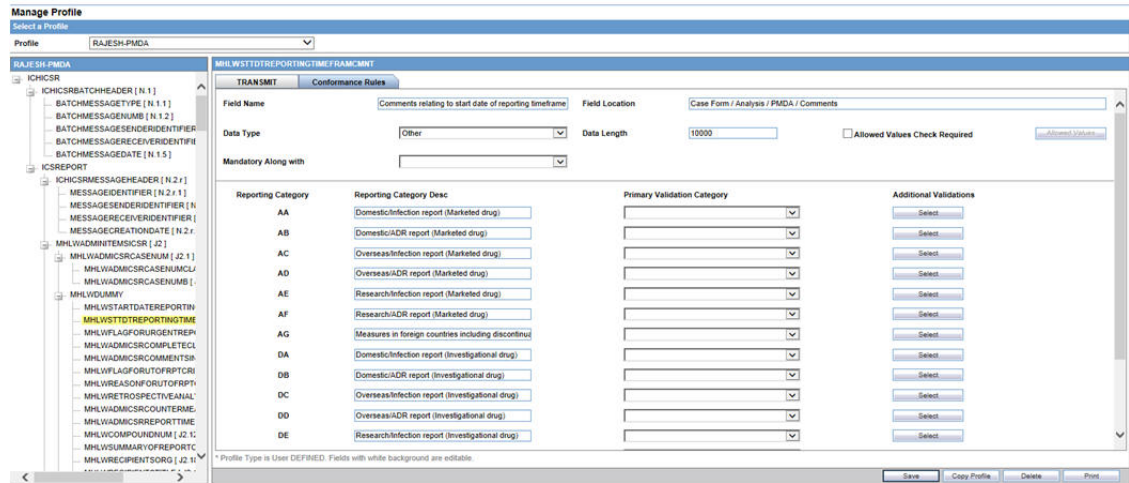 Manage Profile
Select a Profile
Profile RAJESH-PMDA
RAJESH-PMDA
ICHICSR
ICHICSRBATCHHEADER [ N.1 ]
BATCHMESSAGETYPE [ N.1.1 ]
BATCHMESSAGENUMB [ N.1.2 ]
BATCHMESSAGESENDERIDENTIFIER
BATCHMESSAGERECEIVERIDENTIFIE
BATCHMESSAGEDATE [ N.1.5 ]
ICSREPORT
ICHICSRMESSAGEHEADER [ N.2.r ]
MESSAGEIDENTIFIER [ N.2.r.1 ]
MESSAGESENDERIDENTIFIER [ N
MESSAGERECEIVERIDENTIFIER [
MESSAGECREATIONDATE [ N.2.r.
MHLWADMINITEMSICSR [ J2 ]
MHLWADMICSRCASENUM [ J2.1 ]
MHLWADMICSRCASENUMCL
MHLWADMICSRCASENUMB [
MHLWDUMMY
MHLWSTARTDATEREPORTIN
MHLWSTTDTREPORTINGTIME
MHLWFLAGFORURGENTREP
MHLWADMICSRCOMPLETECL
MHLWADMICSRCOMMENTSIN
MHLWFLAGFORUTOFRPTCRI
MHLWREASONFORUTOFRPT
MHLWRETROSPECTIVEANAL
MHLWADMICSRCOUNTERME
MHLWADMICSRREPORTTIME
MHLWCOMPOUNDNUM [ J2.12
MHLWSUMMARYOFREPORTC
MHLWRECIPIENTSORG [ J2.18
MHLWSTTDTREPORTINGTIMEFRAMCMNT
TRANSMIT Conformance Rules
Field Name Comments relating to start date of reporting timeframe Field Location Case Form / Analysis / PMDA / Comments
Data Type Other Data Length 10000 Allowed Values Check Required Allowed Values
Mandatory Along with
Reporting Category Reporting Category Desc Primary Validation Category Additional Validations
AA Domestic/Infection report (Marketed drug) Select
AB Domestic/ADR report (Marketed drug) Select
AC Overseas/Infection report (Marketed drug) Select
AD Overseas/ADR report (Marketed drug) Select
AE Research/Infection report (Marketed drug) Select
AF Research/ADR report (Marketed drug) Select
AG Measures in foreign countries including discontinua Select
DA Domestic/Infection report (Investigational drug) Select
DB Domestic/ADR report (Investigational drug) Select
DC Overseas/Infection report (Investigational drug) Select
DD Overseas/ADR report (Investigational drug) Select
DE Research/Infection report (Investigational drug) Select
* Profile Type is User DEFINED. Fields with white background are editable.
Save Copy Profile Delete Print